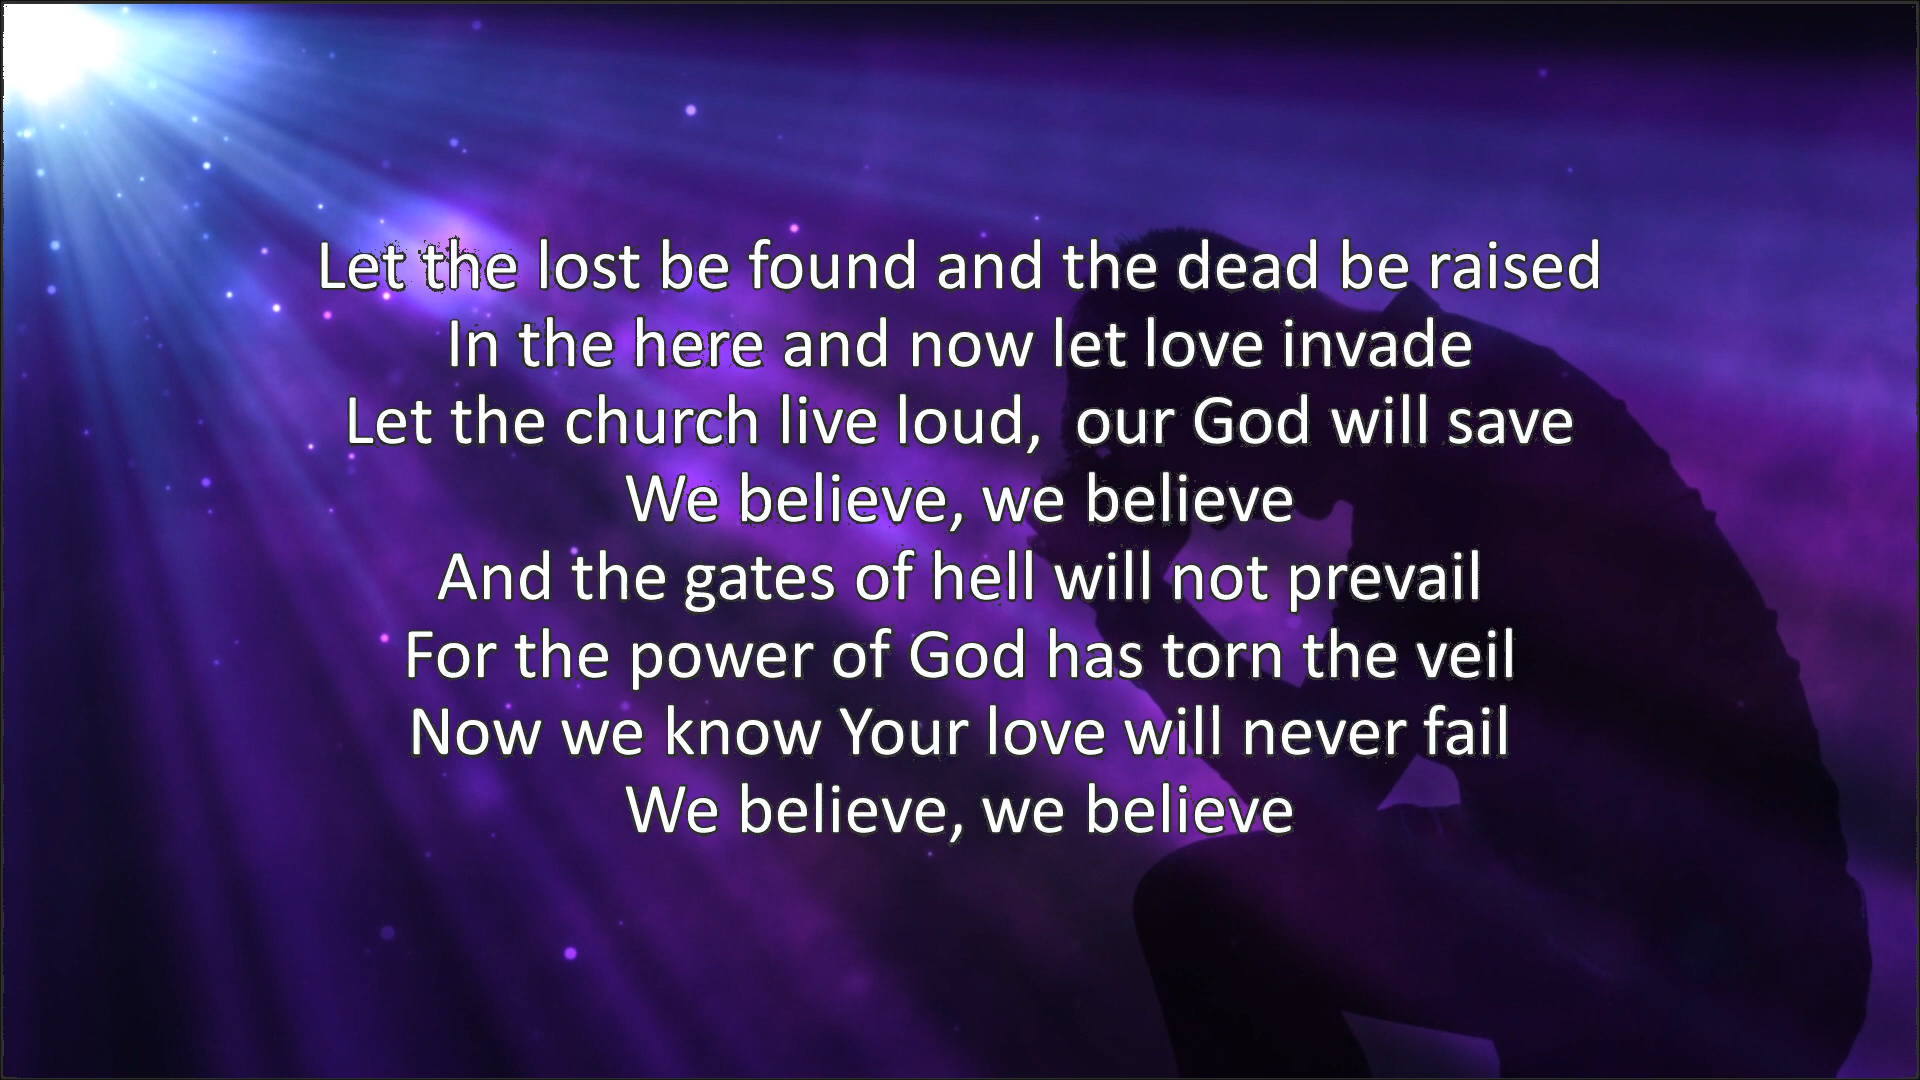 Let the lost be found and the dead be raised
In the here and now let love invade
Let the church live loud,  our God will save
We believe, we believe
And the gates of hell will not prevail
For the power of God has torn the veil
Now we know Your love will never fail
We believe, we believe